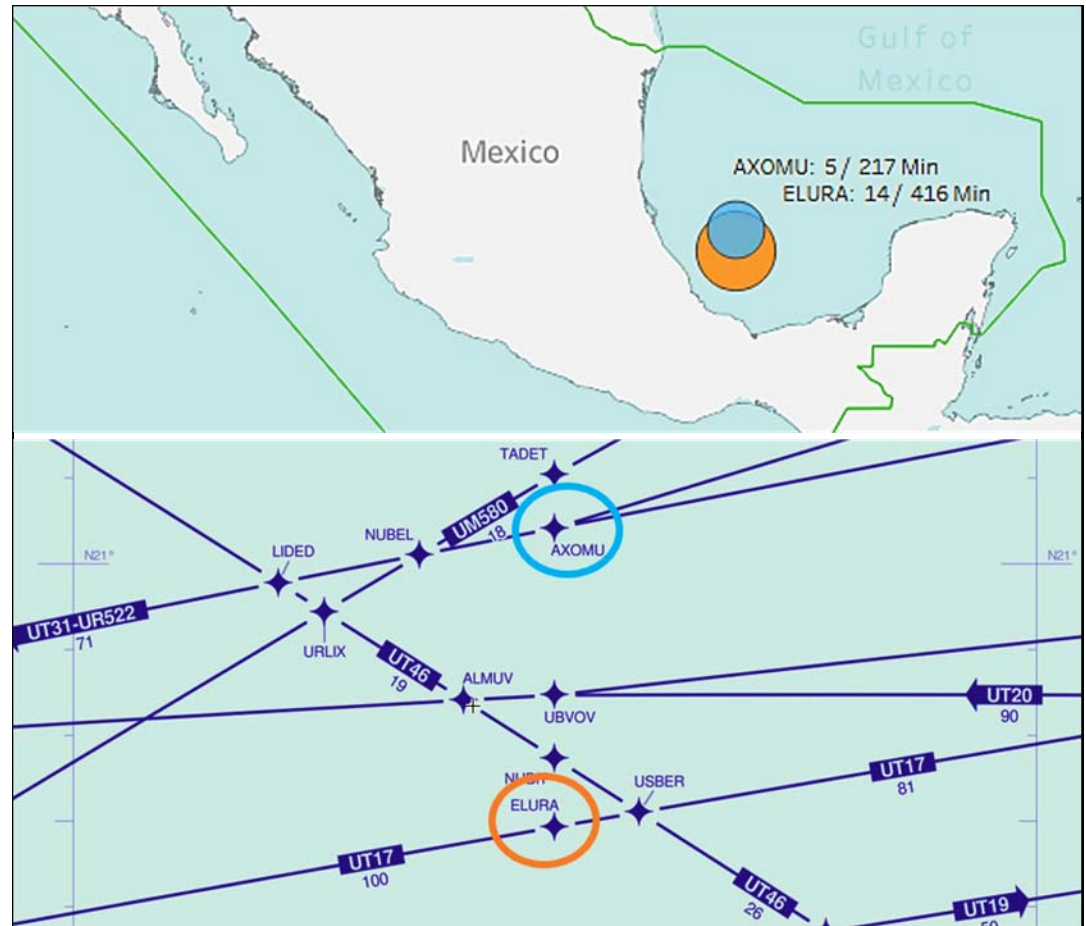 Gulf of
Mexico
Mexico
AXOMU: 5 / 217 Min
ELURA: 14 / 416 Min
TADET
UM580
18
NUBEL
AXOMU
LIDED
N21°
N21°
UT31-UR522
71
URLIX
UT46
19
ALMUV
UBVOV
UT20
90
USBER
UT17
81
ELURA
UT17
100
UT46
26
UT19